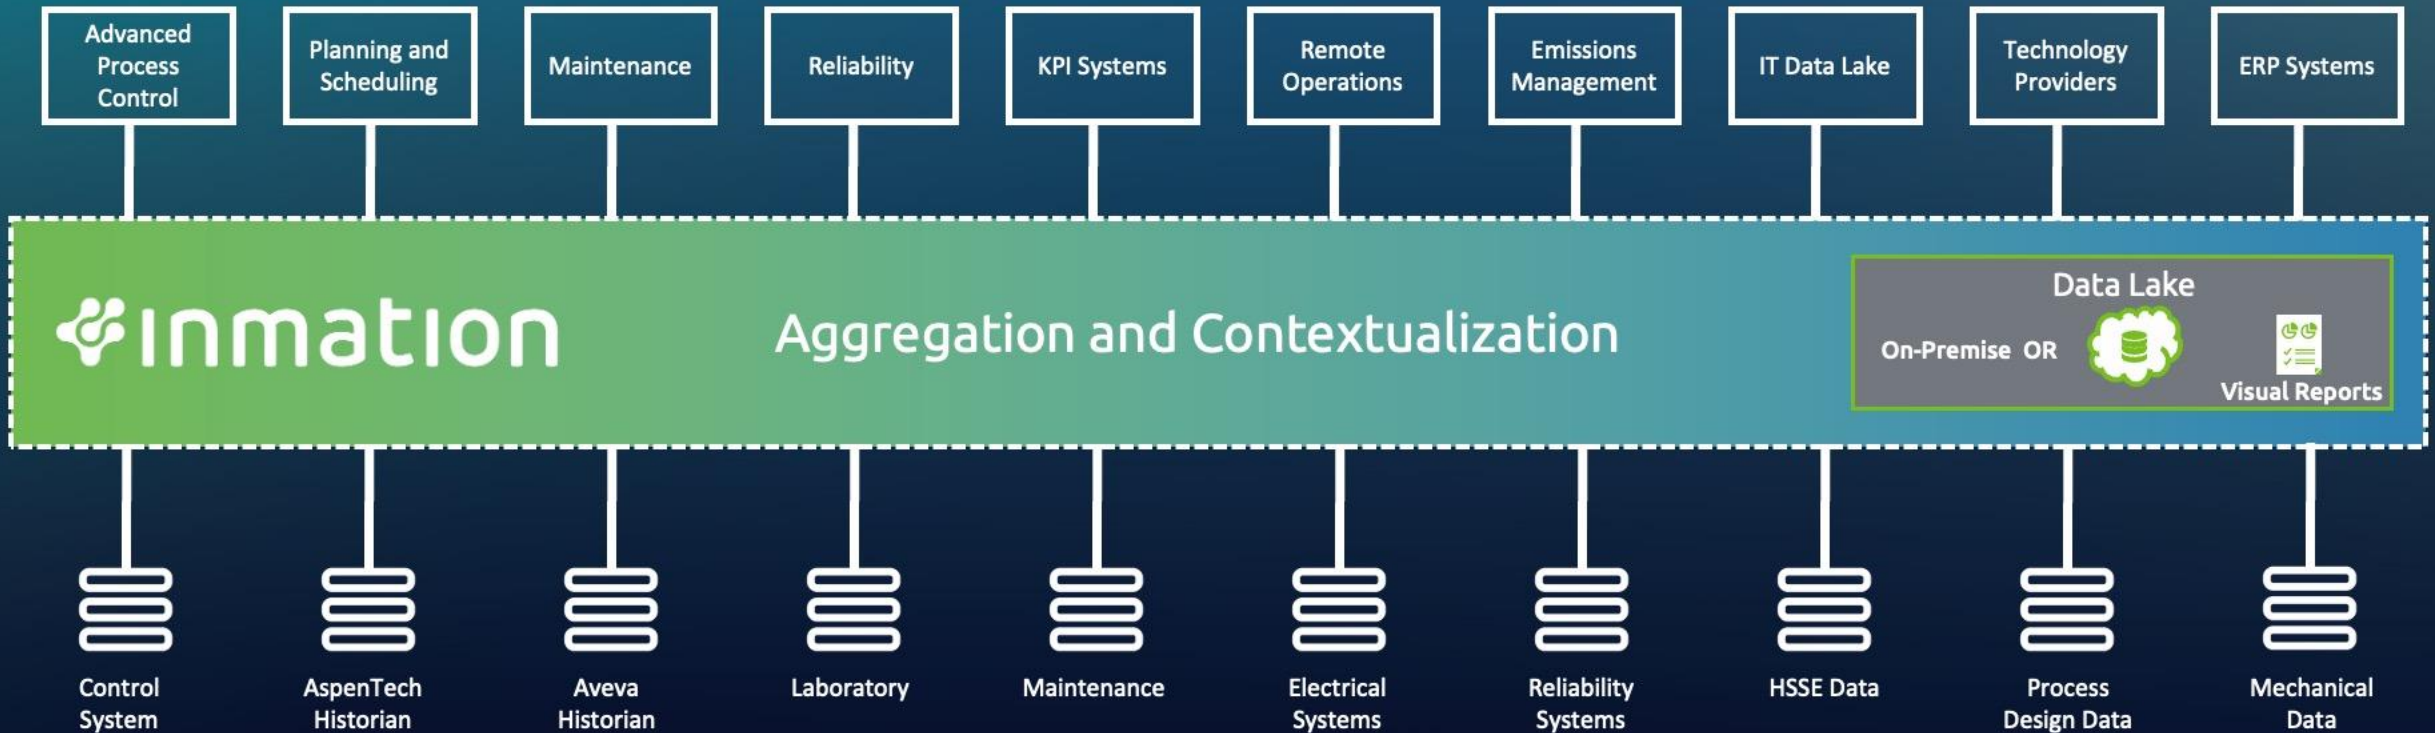 Advanced
Process
Control
Planning and
Scheduling
Maintenance
Reliability
KPI Systems
Remote
Operations
Emissions
Management
IT Data Lake
Technology
Providers
ERP Systems
inmation
Aggregation and Contextualization
Data Lake
On-Premise OR
Visual Reports
Control
System
AspenTech
Historian
Aveva
Historian
Laboratory
Maintenance
Electrical
Systems
Reliability
Systems
HSSE Data
Process
Design Data
Mechanical
Data